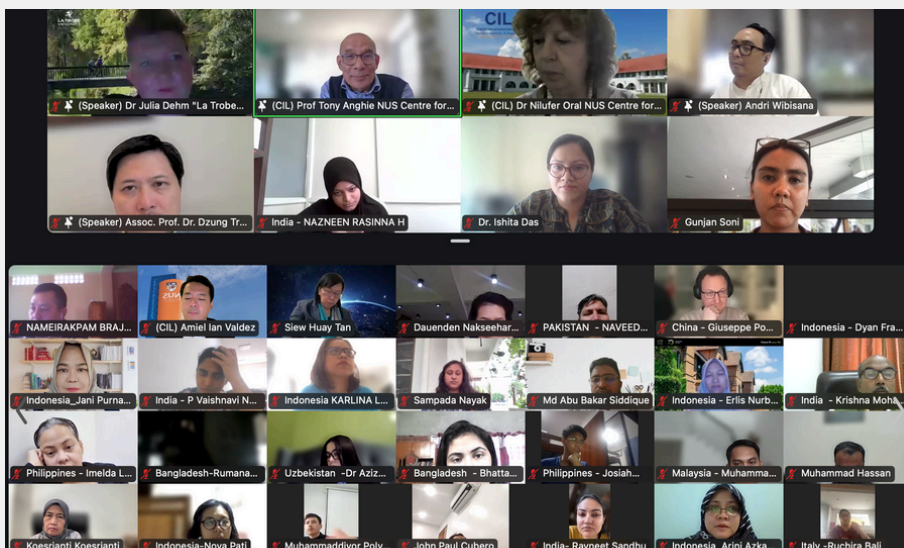 LA TROBE
CIL
(Speaker) Dr Julia Dehm "La Trobe...
(CIL) Prof Tony Anghie NUS Centre for...
(CIL) Dr Nilufer Oral NUS Centre for...
(Speaker) Andri Wibisana
(Speaker) Assoc. Prof. Dr. Dzung Tr...
India - NAZNEEN RASINNA H
Dr. Ishita Das
Gunjan Soni
NAMEIRAKPAM BRAJ...
(CIL) Amiel Ian Valdez
Siew Huay Tan
Dauenden Nakseehar...
PAKISTAN - NAVEED...
China - Giuseppe Po...
Indonesia - Dyan Fra...
Indonesia_Jani Purna...
India - P Vaishnavi N...
Indonesia KARLINA L...
Sampada Nayak
Md Abu Bakar Siddique
Indonesia - Erlis Nurb...
India - Krishna Moha...
Philippines - Imelda L...
Bangladesh-Rumana...
Uzbekistan -Dr Aziz...
Bangladesh - Bhatta...
Philippines - Josiah...
Malaysia - Muhamma...
Muhammad Hassan
Koesrianti Koesrianti
Indonesia-Nova Pati
Muhammaddiyor Poly
John Paul Cubero
India- Ravneet Sandhu
Indonesia_Arini Azka
Italy -Ruchira Bali